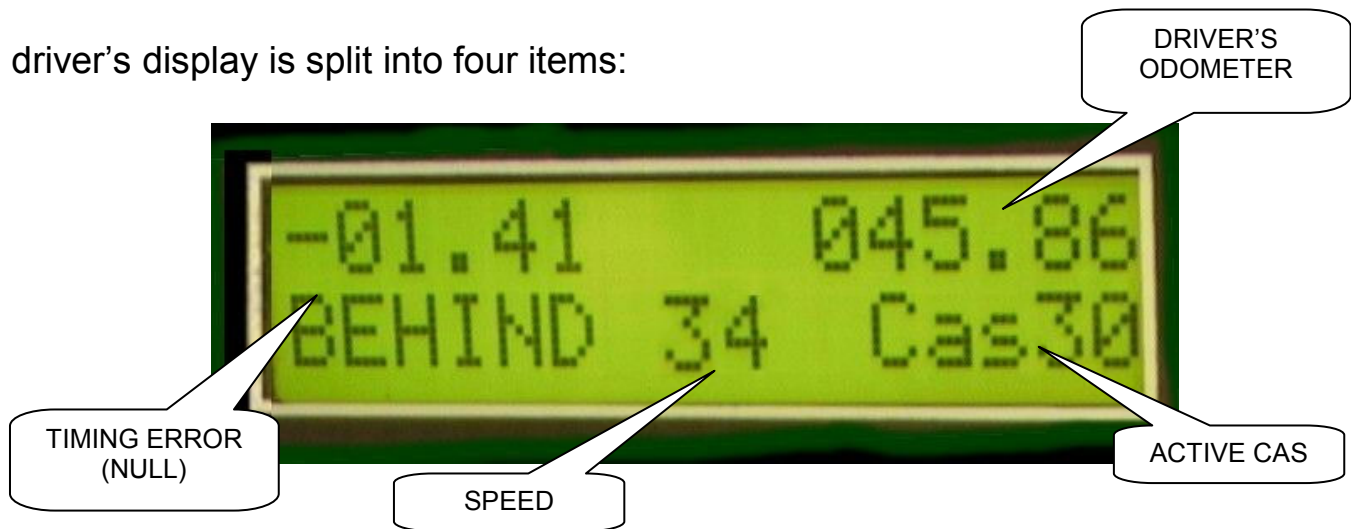 driver’s display is split into four items:
DRIVER’S
ODOMETER
-01.41 045.86
BEHIND 34 Cas30
TIMING ERROR
(NULL)
SPEED
ACTIVE CAS